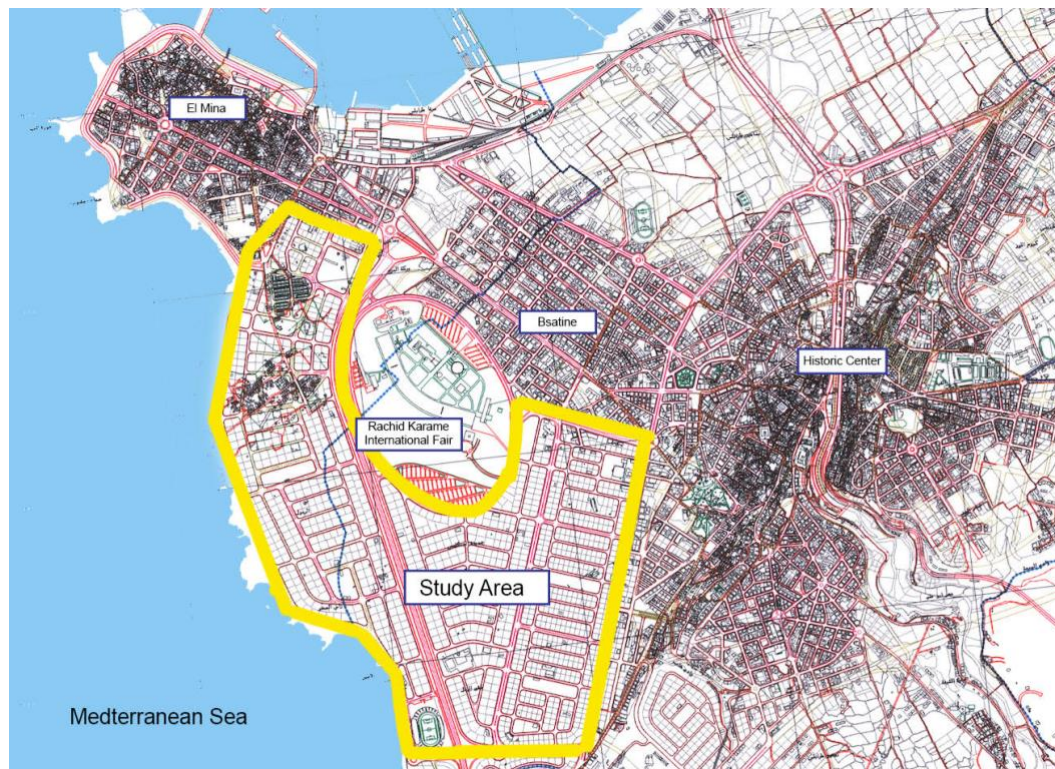 El Mina
Bsatine
Historic Center
Rachid Karame
International Fair
Study Area
Medterranean Sea